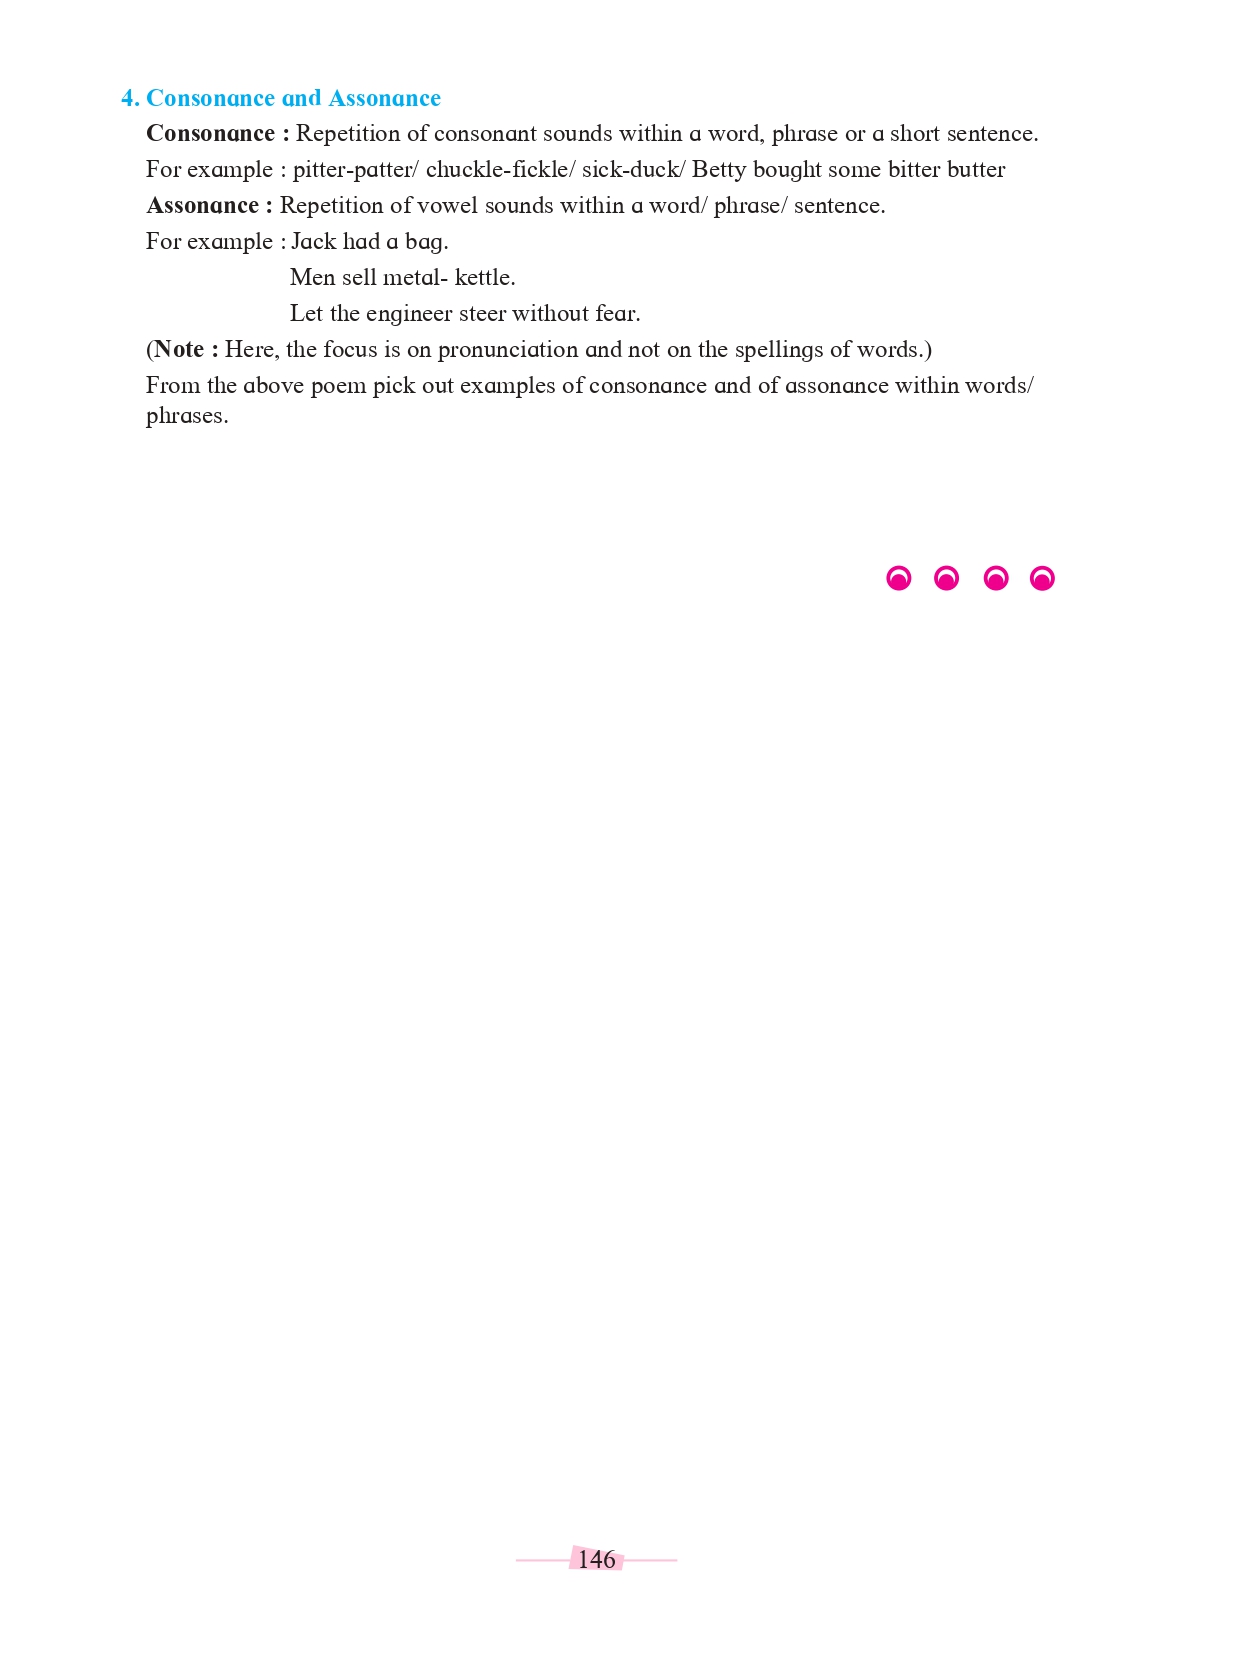 4. Consonance and Assonance
Consonance : Repetition of consonant sounds within a word, phrase or a short sentence.
For example : pitter-patter/ chuckle-fickle/ sick-duck/ Betty bought some bitter butter
Assonance : Repetition of vowel sounds within a word/ phrase/ sentence.
For example : Jack had a bag.
Men sell metal- kettle.
Let the engineer steer without fear.
(Note : Here, the focus is on pronunciation and not on the spellings of words.)
From the above poem pick out examples of consonance and of assonance within words/
phrases.
146